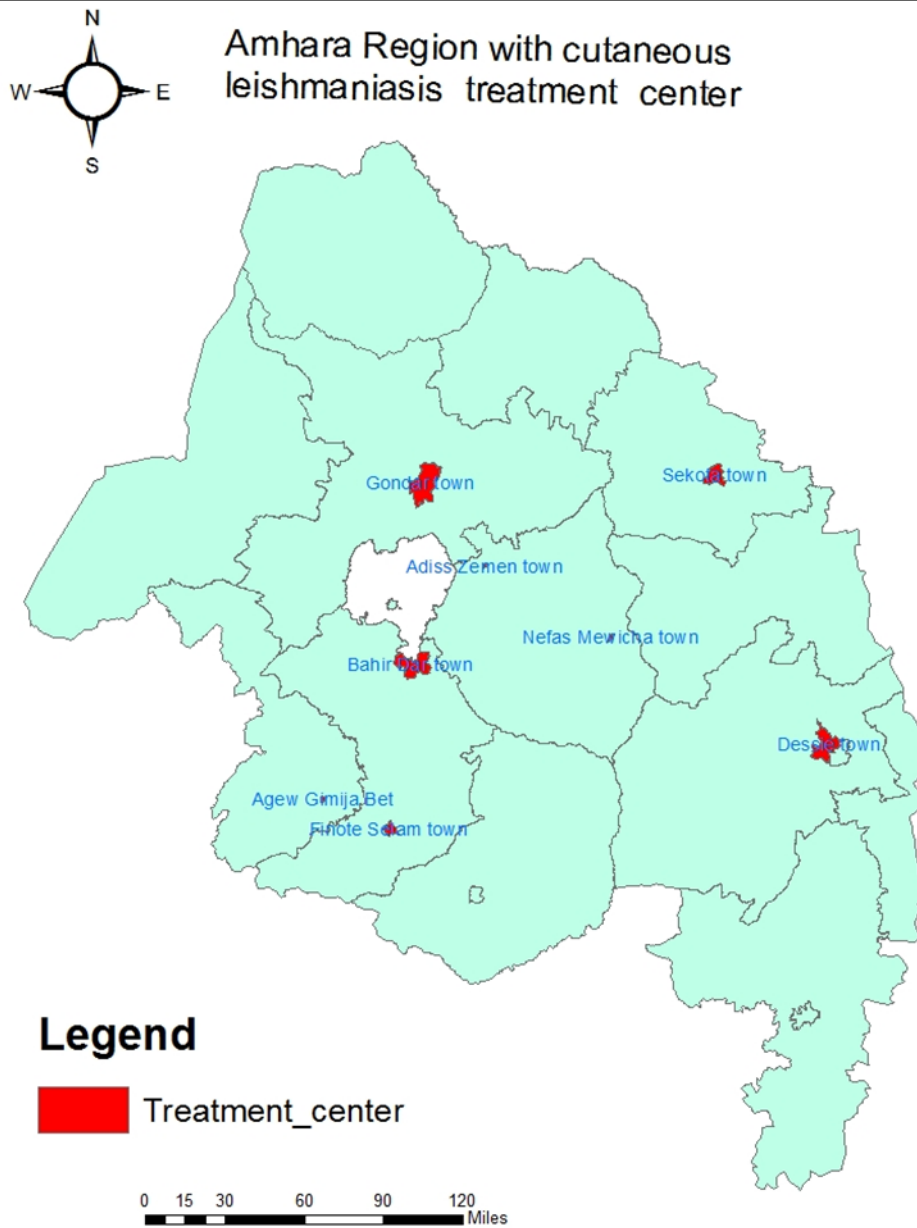 N
W E
S
Amhara Region with cutaneous
leishmaniasis treatment center
Gondar town
Sekota town
Adiss Zemen town
Nefas Mewicha town
Bahir Dar town
Dessie town
Agew Gimija Bet
Finote Selam town
Legend
Treatment_center
0 15 30 60 90 120
Miles